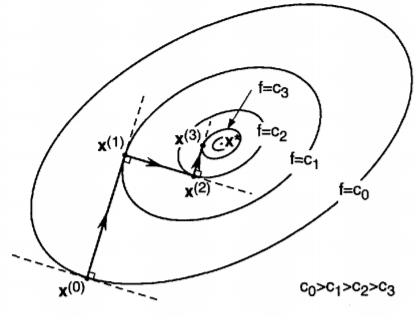 f=c₃
x⁽¹⁾
x⁽³⁾
x*
f=c₂
f=c₁
x⁽²⁾
f=c₀
x⁽⁰⁾
c₀>c₁>c₂>c₃